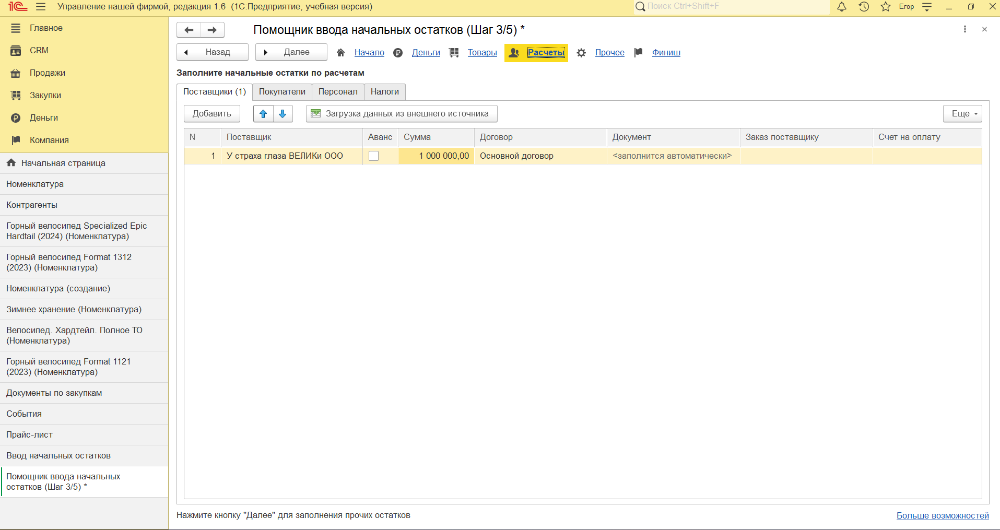 1С Управление нашей фирмой, редакция 1.6 (1С:Предприятие, учебная версия) Поиск Ctrl+Shift+F Егор
Главное
CRM
Продажи
Закупки
Деньги
Компания
Начальная страница
Номенклатура
Контрагенты
Горный велосипед Specialized Epic
Hardtail (2024) (Номенклатура)
Горный велосипед Format 1312
(2023) (Номенклатура)
Номенклатура (создание)
Зимнее хранение (Номенклатура)
Велосипед. Хардтейл. Полное ТО
(Номенклатура)
Горный велосипед Format 1121
(2023) (Номенклатура)
Документы по закупкам
События
Прайс-лист
Ввод начальных остатков
Помощник ввода начальных
остатков (Шаг 3/5) *
Помощник ввода начальных остатков (Шаг 3/5) *
Назад Далее Начало Деньги Товары Расчеты Прочее Финиш
Заполните начальные остатки по расчетам
Поставщики (1) Покупатели Персонал Налоги
Добавить Загрузка данных из внешнего источника Еще
N Поставщик Аванс Сумма Договор Документ Заказ поставщику Счет на оплату
1 У страха глаза ВЕЛИКи ООО 1 000 000,00 Основной договор <заполнится автоматически>
Нажмите кнопку "Далее" для заполнения прочих остатков Больше возможностей